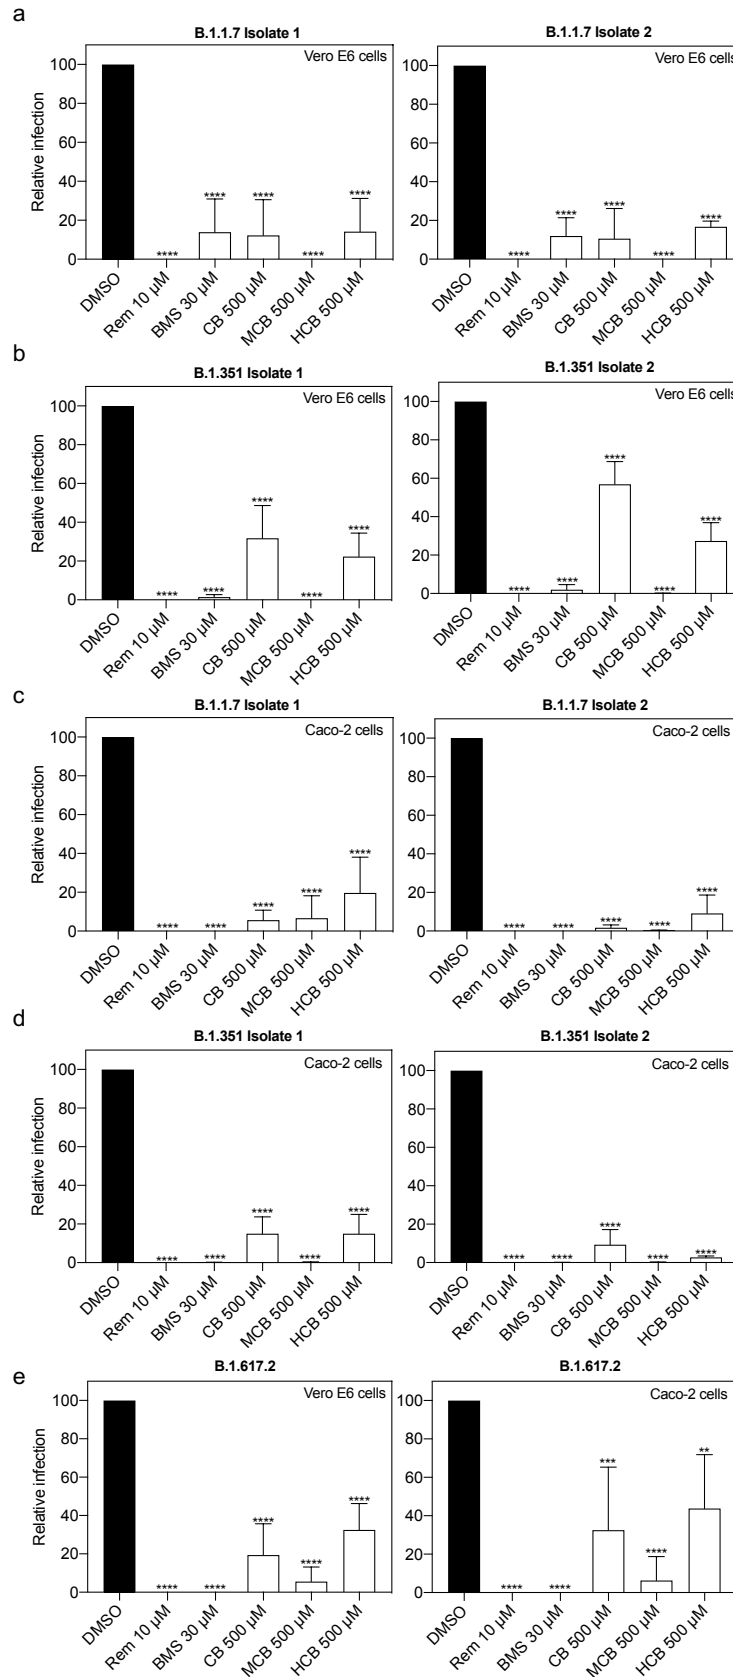 a
B.1.1.7 Isolate 1
B.1.1.7 Isolate 2
Vero E6 cells
Vero E6 cells
Relative infection
100
80
60
40
20
0
100
80
60
40
20
0
****
****
****
****
****
****
****
****
****
****
DMSO
Rem 10 µM
BMS 30 µM
CB 500 µM
MCB 500 µM
HCB 500 µM
DMSO
Rem 10 µM
BMS 30 µM
CB 500 µM
MCB 500 µM
HCB 500 µM
b
B.1.351 Isolate 1
B.1.351 Isolate 2
Vero E6 cells
Vero E6 cells
Relative infection
100
80
60
40
20
0
100
80
60
40
20
0
****
****
****
****
****
****
****
****
****
****
DMSO
Rem 10 µM
BMS 30 µM
CB 500 µM
MCB 500 µM
HCB 500 µM
DMSO
Rem 10 µM
BMS 30 µM
CB 500 µM
MCB 500 µM
HCB 500 µM
c
B.1.1.7 Isolate 1
B.1.1.7 Isolate 2
Caco-2 cells
Caco-2 cells
Relative infection
100
80
60
40
20
0
100
80
60
40
20
0
****
****
****
****
****
****
****
****
****
****
DMSO
Rem 10 µM
BMS 30 µM
CB 500 µM
MCB 500 µM
HCB 500 µM
DMSO
Rem 10 µM
BMS 30 µM
CB 500 µM
MCB 500 µM
HCB 500 µM
d
B.1.351 Isolate 1
B.1.351 Isolate 2
Caco-2 cells
Caco-2 cells
Relative infection
100
80
60
40
20
0
100
80
60
40
20
0
****
****
****
****
****
****
****
****
****
****
DMSO
Rem 10 µM
BMS 30 µM
CB 500 µM
MCB 500 µM
HCB 500 µM
DMSO
Rem 10 µM
BMS 30 µM
CB 500 µM
MCB 500 µM
HCB 500 µM
e
B.1.617.2
B.1.617.2
Vero E6 cells
Caco-2 cells
Relative infection
100
80
60
40
20
0
100
80
60
40
20
0
****
****
****
****
****
****
****
***
****
**
DMSO
Rem 10 µM
BMS 30 µM
CB 500 µM
MCB 500 µM
HCB 500 µM
DMSO
Rem 10 µM
BMS 30 µM
CB 500 µM
MCB 500 µM
HCB 500 µM